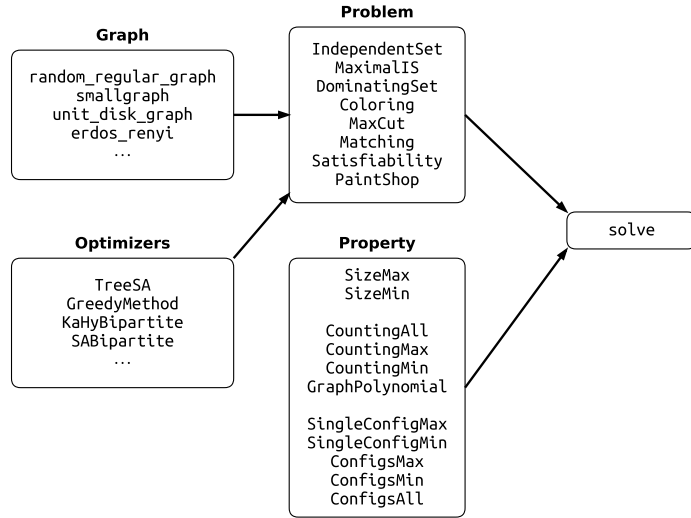 Graph
random_regular_graph
smallgraph
unit_disk_graph
erdos_renyi
...
Problem
IndependentSet
MaximalIS
DominatingSet
Coloring
MaxCut
Matching
Satisfiability
PaintShop
Optimizers
TreeSA
GreedyMethod
KaHyBipartite
SABipartite
...
Property
SizeMax
SizeMin
CountingAll
CountingMax
CountingMin
GraphPolynomial
SingleConfigMax
SingleConfigMin
ConfigsMax
ConfigsMin
ConfigsAll
solve